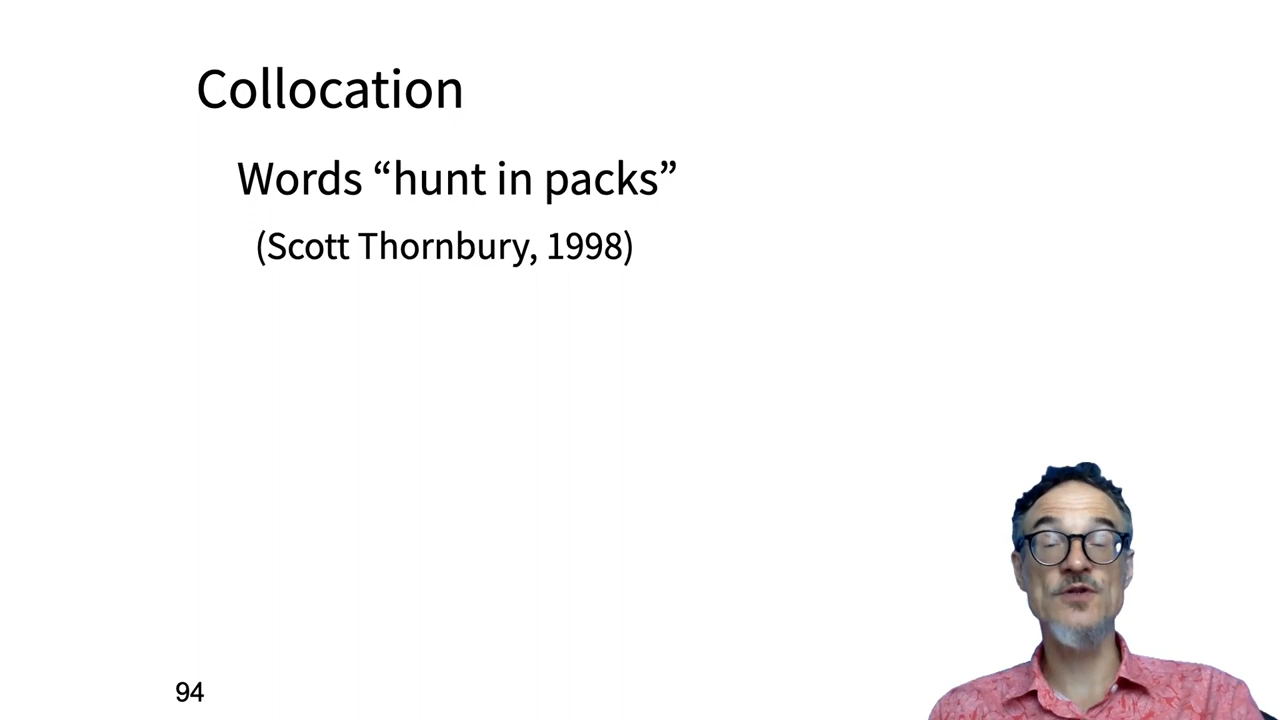 Collocation
Words “hunt in packs”
(Scott Thornbury, 1998)
94